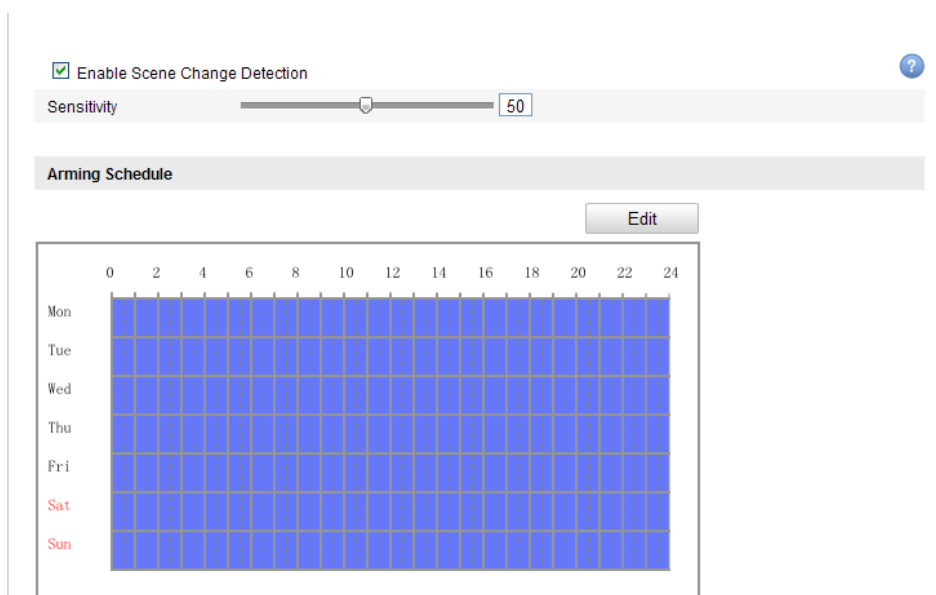 Enable Scene Change Detection
?
Sensitivity 50
Arming Schedule
Edit
0 2 4 6 8 10 12 14 16 18 20 22 24
Mon
Tue
Wed
Thu
Fri
Sat
Sun